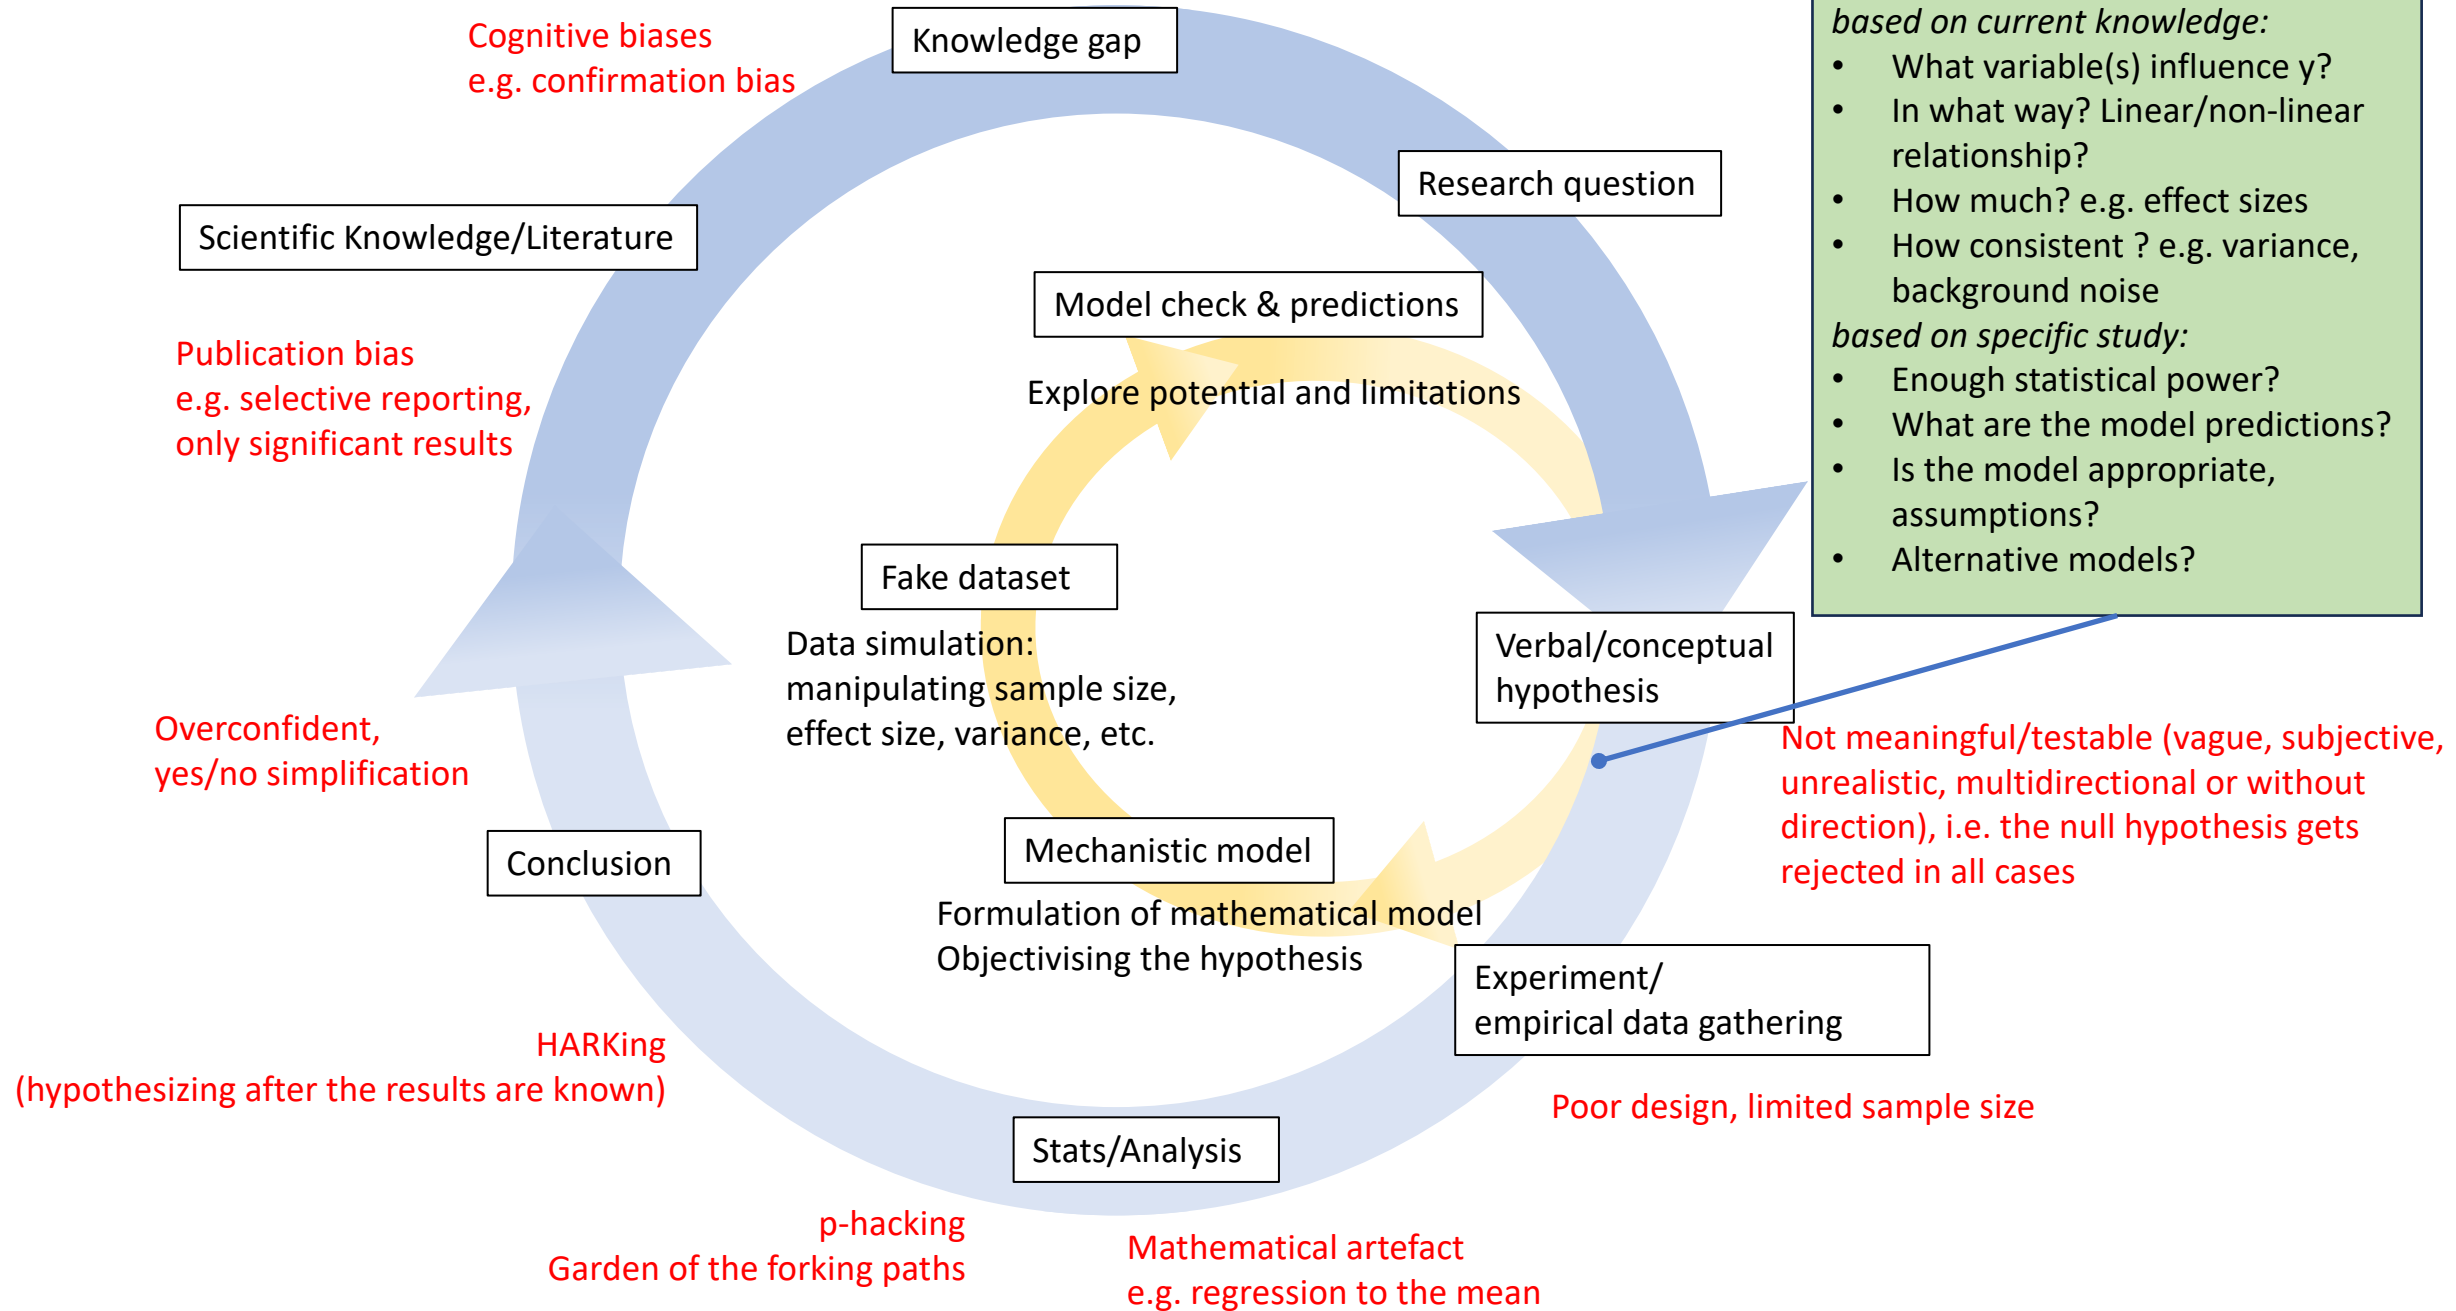 Cognitive biases
e.g. confirmation bias
Knowledge gap
based on current knowledge:
• What variable(s) influence y?
• In what way? Linear/non-linear
relationship?
• How much? e.g. effect sizes
• How consistent ? e.g. variance,
background noise
based on specific study:
• Enough statistical power?
• What are the model predictions?
• Is the model appropriate,
assumptions?
• Alternative models?
Research question
Scientific Knowledge/Literature
Model check & predictions
Explore potential and limitations
Publication bias
e.g. selective reporting,
only significant results
Fake dataset
Data simulation:
manipulating sample size,
effect size, variance, etc.
Verbal/conceptual
hypothesis
Not meaningful/testable (vague, subjective,
unrealistic, multidirectional or without
direction), i.e. the null hypothesis gets
rejected in all cases
Overconfident,
yes/no simplification
Conclusion
Mechanistic model
Formulation of mathematical model
Objectivising the hypothesis
Experiment/
empirical data gathering
HARKing
(hypothesizing after the results are known)
Poor design, limited sample size
Stats/Analysis
p-hacking
Garden of the forking paths
Mathematical artefact
e.g. regression to the mean